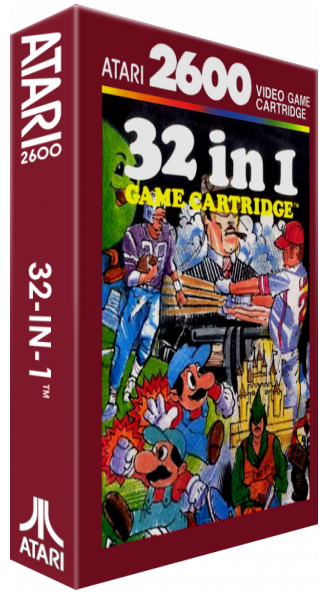 ATARI
2600
32-IN-1™
ATARI
ATARI 2600 VIDEO GAME
CARTRIDGE
32 in 1
GAME CARTRIDGE™